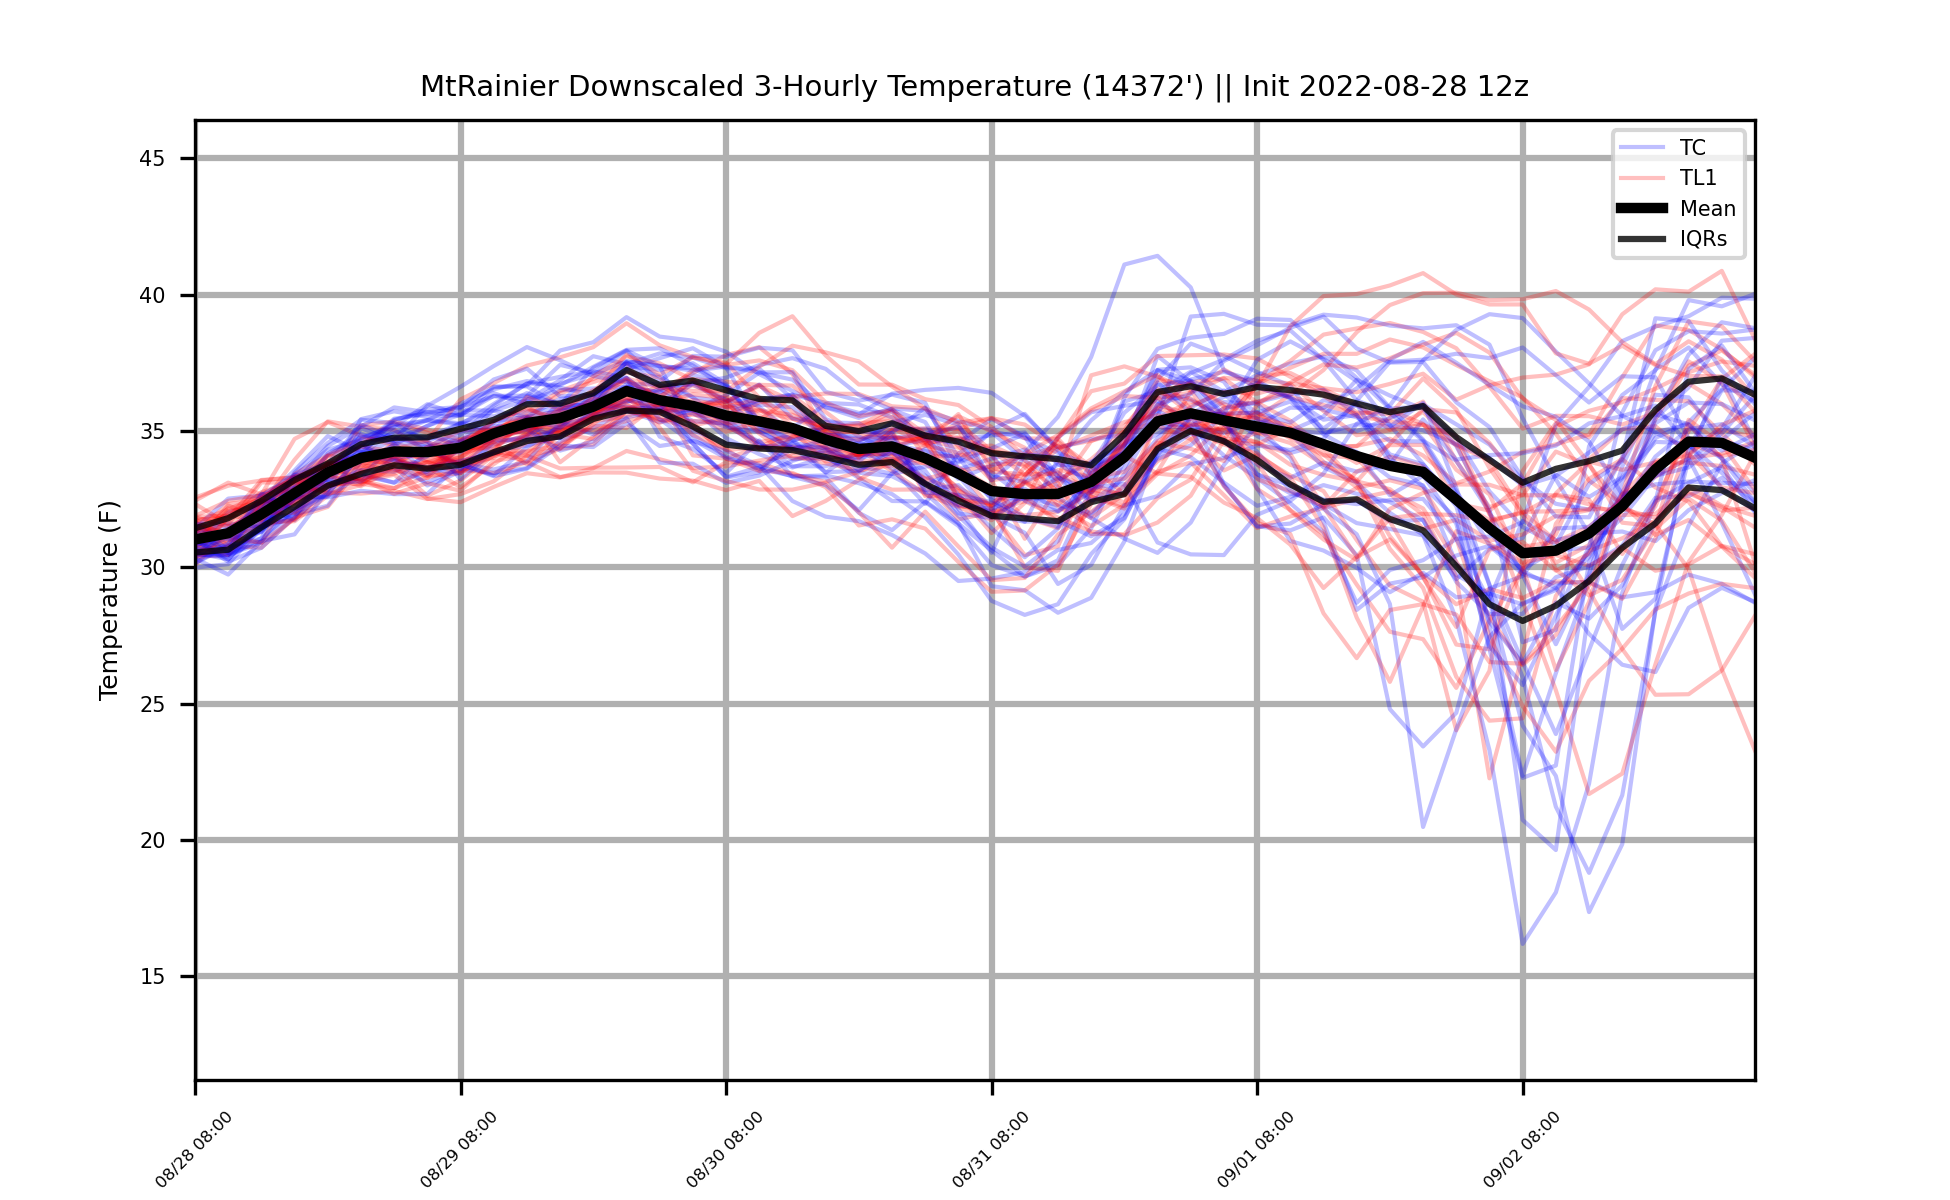 MtRainier Downscaled 3-Hourly Temperature (14372') || Init 2022-08-28 12z
TC
TL1
Mean
IQRs
Temperature (F)
45
40
35
30
25
20
15
08/28 08:00
08/29 08:00
08/30 08:00
08/31 08:00
09/01 08:00
09/02 08:00